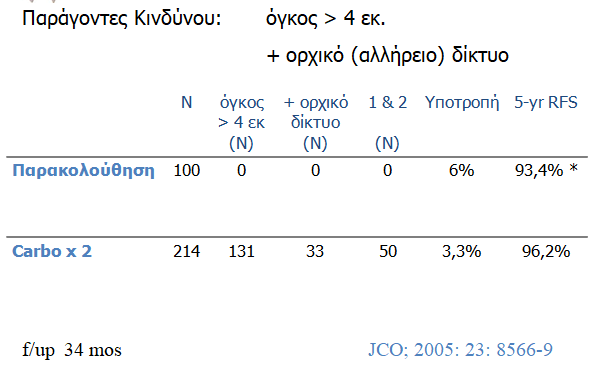 Παράγοντες Κινδύνου: όγκος > 4 εκ.
+ ορχικό (αλλήρειο) δίκτυο
N όγκος > 4 εκ (N) + ορχικό δίκτυο (N) 1 & 2 (N) Υποτροπή 5-yr RFS
Παρακολούθηση 100 0 0 0 6% 93,4% *
Carbo x 2 214 131 33 50 3,3% 96,2%
f/up 34 mos JCO; 2005: 23: 8566-9